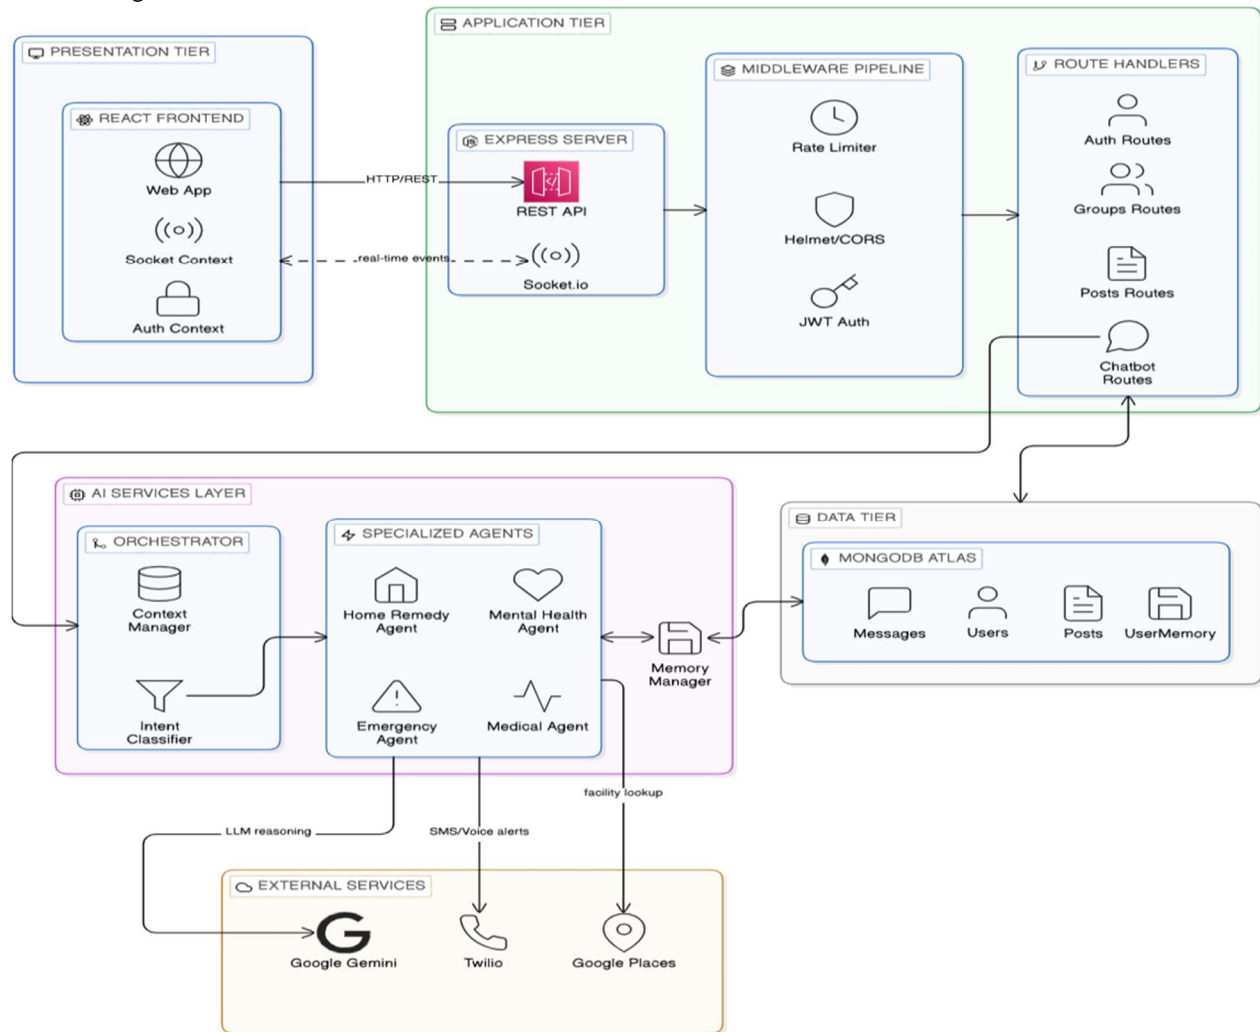 APPLICATION TIER
PRESENTATION TIER
REACT FRONTEND
Web App
Socket Context
Auth Context
HTTP/REST
real-time events
EXPRESS SERVER
REST API
Socket.io
MIDDLEWARE PIPELINE
Rate Limiter
Helmet/CORS
JWT Auth
ROUTE HANDLERS
Auth Routes
Groups Routes
Posts Routes
Chatbot
Routes
AI SERVICES LAYER
ORCHESTRATOR
Context
Manager
Intent
Classifier
SPECIALIZED AGENTS
Home Remedy
Agent
Mental Health
Agent
Emergency
Agent
Medical Agent
Memory
Manager
DATA TIER
MONGODB ATLAS
Messages
Users
Posts
UserMemory
facility lookup
LLM reasoning
SMS/Voice alerts
EXTERNAL SERVICES
Google Gemini
Twilio
Google Places